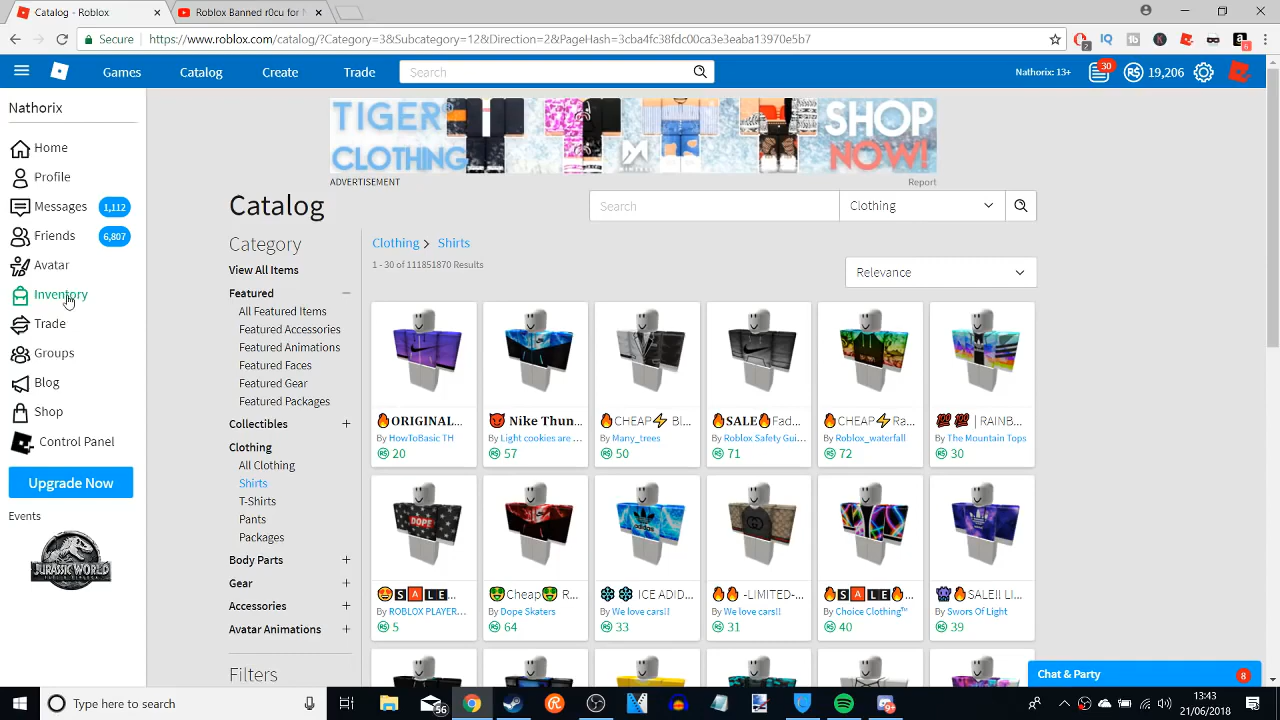 Catalog - Roblox
Roblox Banned r0cu for
Secure | https://www.roblox.com/catalog/?Category=3&Subcategory=12&Direction=2&PageHash=3cba4fc38fdc00ca3e3eaba13970e5b7
Games Catalog Create Trade Search Nathorix: 13+ 30 19,206
Nathorix
Home
Profile
Messages 1,112
Friends 6,807
Avatar
Inventory
Trade
Groups
Blog
Shop
Control Panel
Upgrade Now
Events
JURASSIC WORLD
TIGER CLOTHING
SHOP NOW!
ADVERTISEMENT Report
Catalog
Search Clothing
Category
View All Items
Featured
All Featured Items
Featured Accessories
Featured Animations
Featured Faces
Featured Gear
Featured Packages
Collectibles
Clothing
All Clothing
Shirts
T-Shirts
Pants
Packages
Body Parts
Gear
Accessories
Avatar Animations
Filters
Clothing > Shirts
1 - 30 of 111851870 Results
Relevance
🔥ORIGINAL...
By HowToBasic TH
20
😈 Nike Thun...
By Light cookies are ...
57
🔥CHEAP⚡ Bl...
By Many_trees
50
🔥SALE🔥Fad...
By Roblox Safety Gui...
71
🔥CHEAP⚡Ra...
By Roblox_waterfall
72
💯 💯 | RAINB...
By The Mountain Tops
30
DOPE
🤩🆂🅰🅻🅴...
By ROBLOX PLAYER...
5
🤑Cheap🤑 R...
By Dope Skaters
64
adidas
❄❄ ICE ADID...
By We love cars!!
33
🔥🔥 -LIMITED-...
By We love cars!!
31
🔥🆂🅰🅻🅴🔥...
By Choice Clothing™
40
👿🔥SALE!! LI...
By Swors Of Light
39
Chat & Party 8
Type here to search
56
13:43
21/06/2018